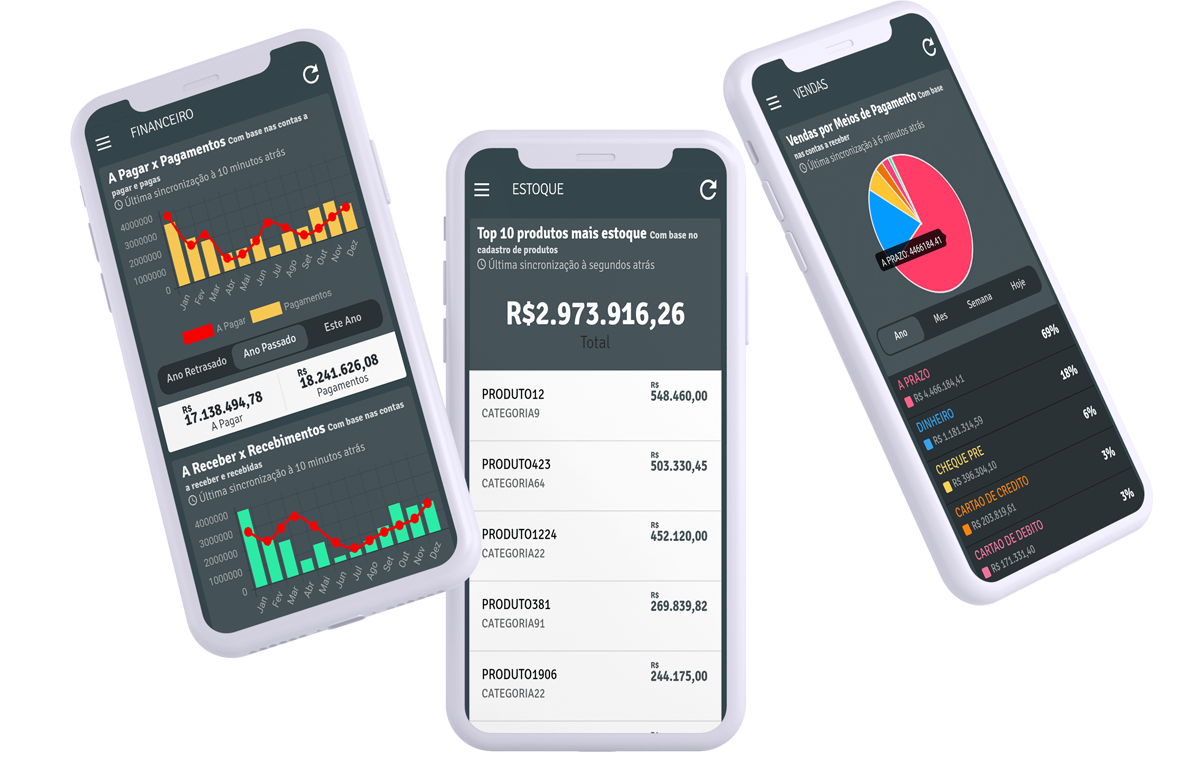 FINANCEIRO
A Pagar x Pagamentos Com base nas contas a
pagar e pagas
Última sincronização à 10 minutos atrás
4000000
3000000
2000000
1000000
0
Jan Fev Mar Abr Mai Jun Jul Ago Set Out Nov Dez
A Pagar Pagamentos
Ano Retrasado Ano Passado Este Ano
R$
17.138.494,78
A Pagar
R$
18.241.626,08
Pagamentos
A Receber x Recebimentos Com base nas contas
a receber e recebidas
Última sincronização à 10 minutos atrás
4000000
3000000
2000000
1000000
0
Jan Fev Mar Abr Mai Jun Jul Ago Set Out Nov Dez
ESTOQUE
Top 10 produtos mais estoque Com base no
cadastro de produtos
Última sincronização à segundos atrás
R$2.973.916,26
Total
PRODUTO12
CATEGORIA9
R$
548.460,00
PRODUTO423
CATEGORIA64
R$
503.330,45
PRODUTO1224
CATEGORIA22
R$
452.120,00
PRODUTO381
CATEGORIA91
R$
269.839,82
PRODUTO1906
CATEGORIA22
R$
244.175,00
VENDAS
Vendas por Meios de Pagamento Com base
nas contas a receber
Última sincronização à 6 minutos atrás
A PRAZO: 4466184.41
Ano Mes Semana Hoje
A PRAZO
R$ 4.466.184,41
69%
DINHEIRO
R$ 1.181.314,59
18%
CHEQUE PRE
R$ 396.304,10
6%
CARTAO DE CREDITO
R$ 203.819,81
3%
CARTAO DE DEBITO
R$ 171.331,40
3%